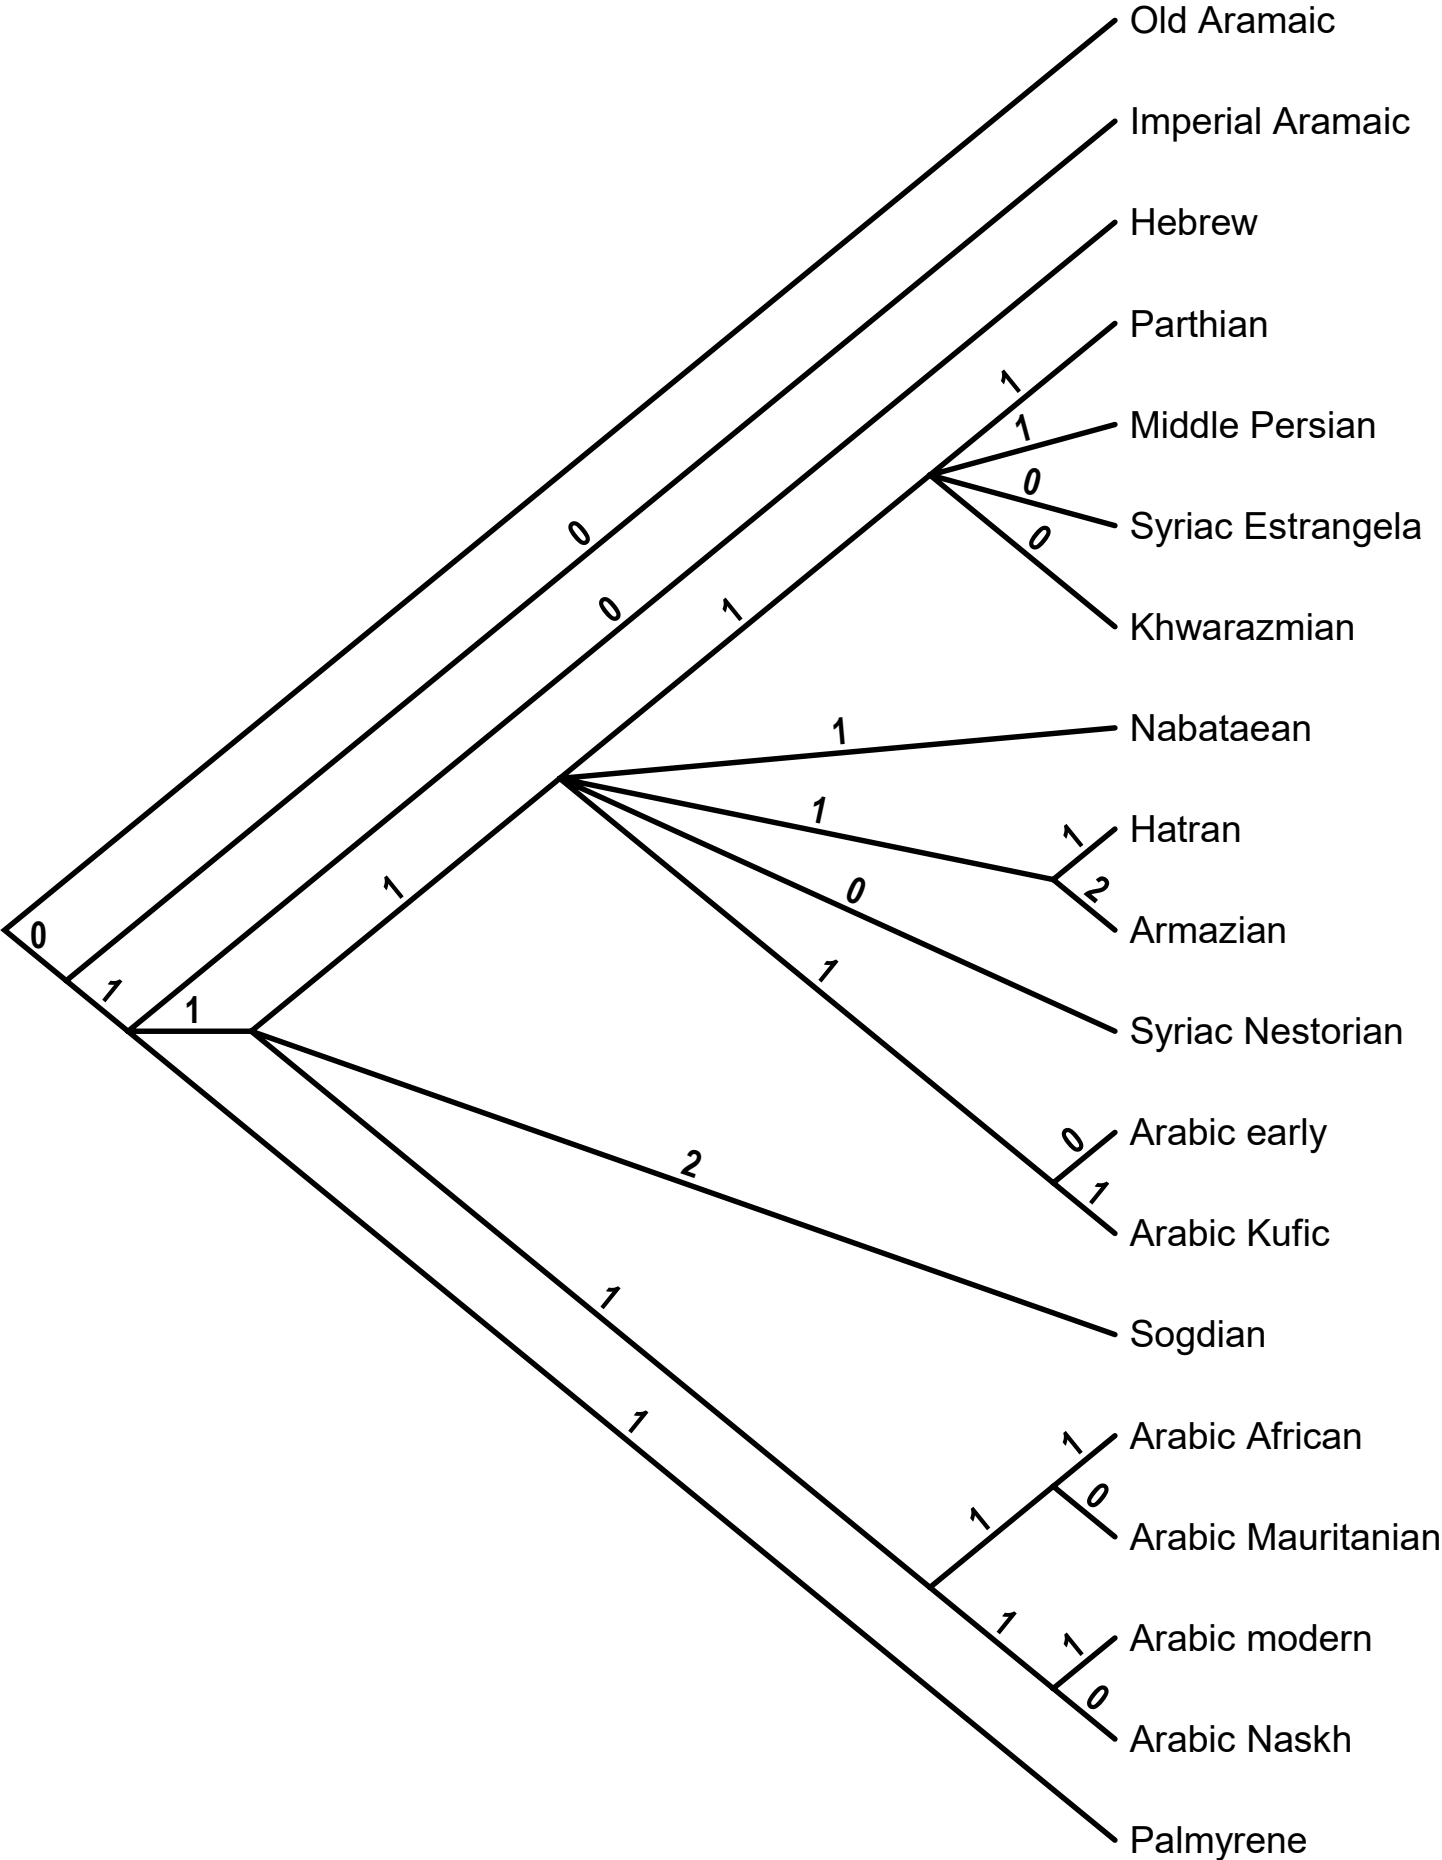 Old Aramaic
Imperial Aramaic
Hebrew
Parthian
1
Middle Persian
1
0
Syriac Estrangela
0
0
Khwarazmian
0
1
Nabataean
1
1
Hatran
1
2
1
Armazian
0
0
1
1
1
Syriac Nestorian
Arabic early
0
2
1
Arabic Kufic
1
Sogdian
1
Arabic African
1
0
1
Arabic Mauritanian
1
1
Arabic modern
0
Arabic Naskh
Palmyrene